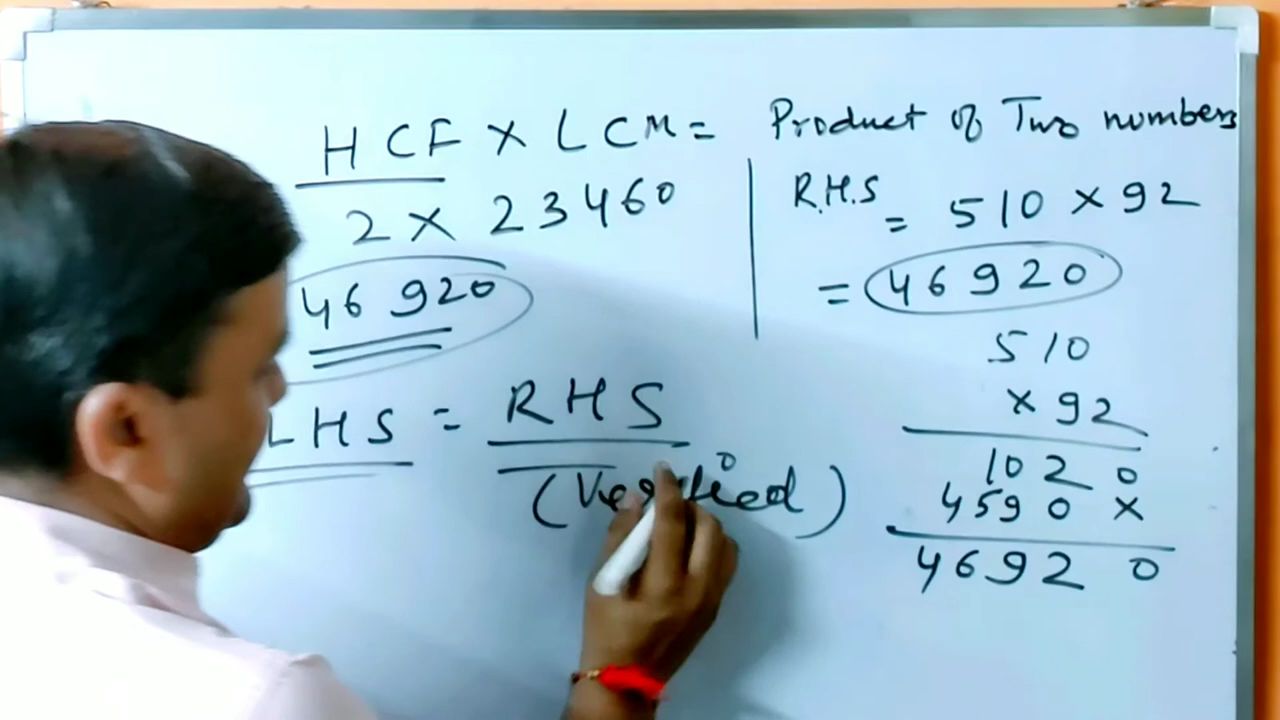 HCF × LCM = Product of Two numbers
2 × 23460
46920
LHS = RHS
(Verified)
R.H.S = 510 × 92
= 46920
510
× 92
1020
4590 ×
46920